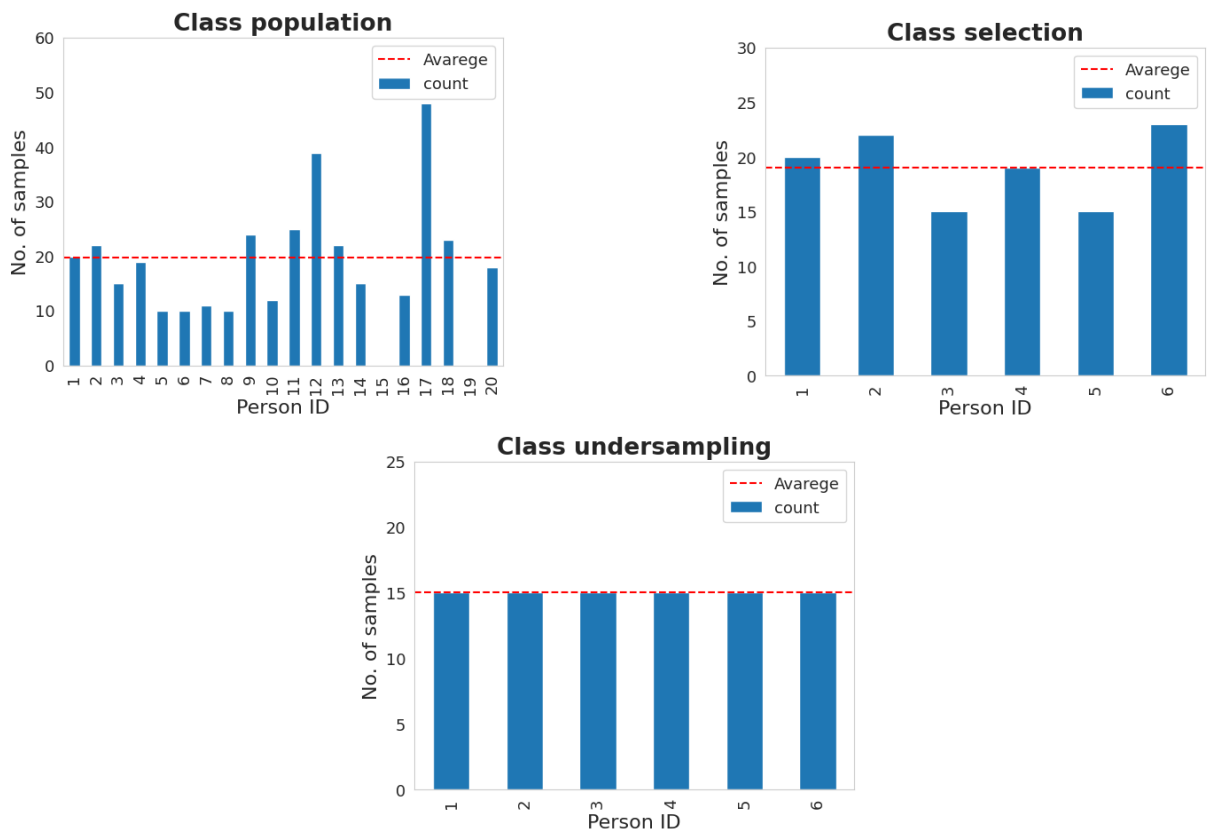 Class population
60
50
40
30
20
10
0
No. of samples
Avarege
count
1 2 3 4 5 6 7 8 9 10 11 12 13 14 15 16 17 18 19 20
Person ID
Class selection
30
25
20
15
10
5
0
No. of samples
Avarege
count
1 2 3 4 5 6
Person ID
Class undersampling
25
20
15
10
5
0
No. of samples
Avarege
count
1 2 3 4 5 6
Person ID